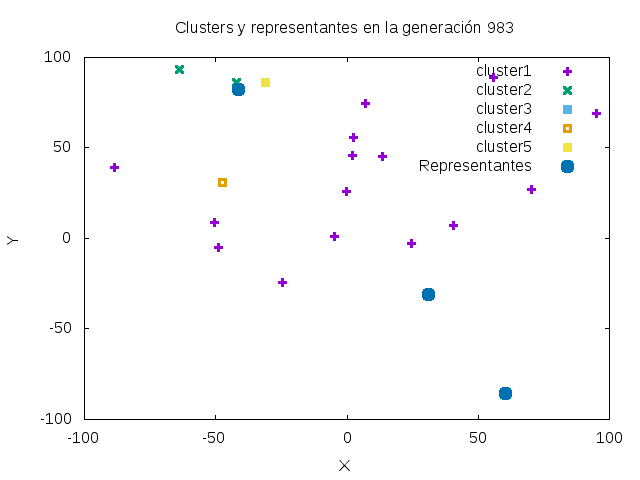 Clusters y representantes en la generación 983
cluster1
cluster2
cluster3
cluster4
cluster5
Representantes
100
50
0
-50
-100
Y
-100
-50
0
50
100
X